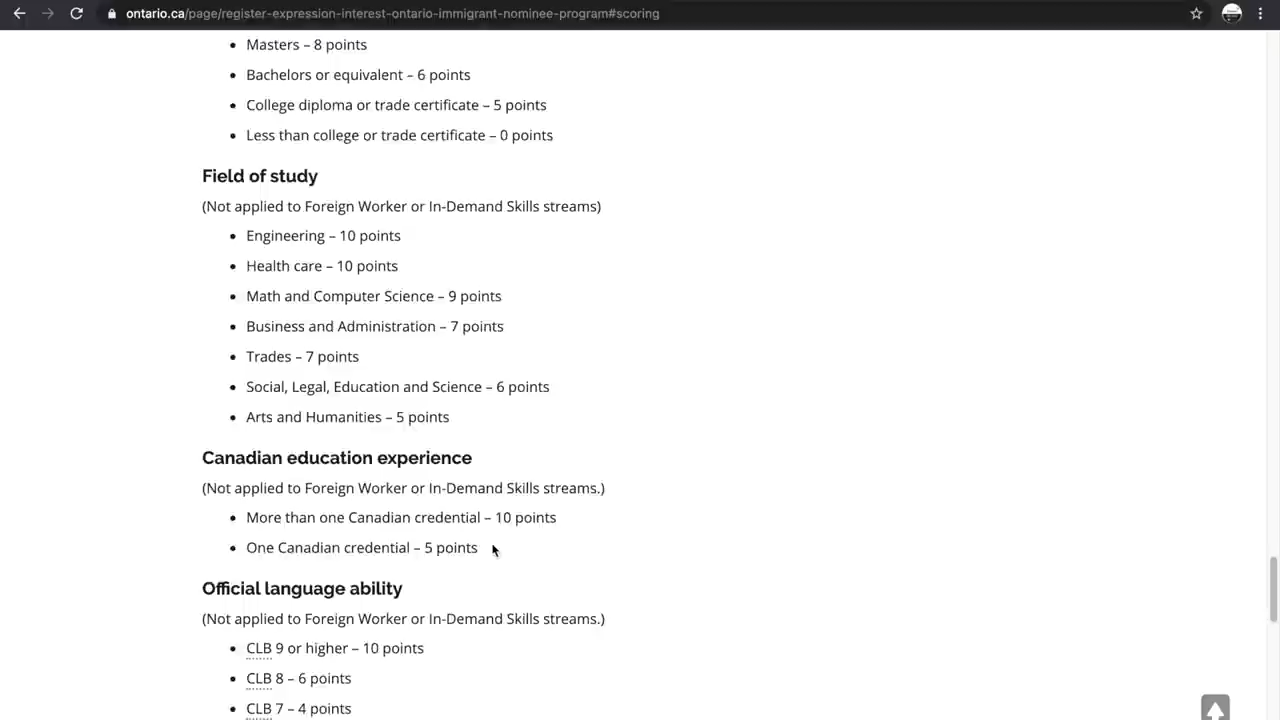 ontario.ca/page/register-expression-interest-ontario-immigrant-nominee-program#scoring
Masters – 8 points
Bachelors or equivalent – 6 points
College diploma or trade certificate – 5 points
Less than college or trade certificate – 0 points
Field of study
(Not applied to Foreign Worker or In-Demand Skills streams)
Engineering – 10 points
Health care – 10 points
Math and Computer Science – 9 points
Business and Administration – 7 points
Trades – 7 points
Social, Legal, Education and Science – 6 points
Arts and Humanities – 5 points
Canadian education experience
(Not applied to Foreign Worker or In-Demand Skills streams.)
More than one Canadian credential – 10 points
One Canadian credential – 5 points
Official language ability
(Not applied to Foreign Worker or In-Demand Skills streams.)
CLB 9 or higher – 10 points
CLB 8 – 6 points
CLB 7 – 4 points